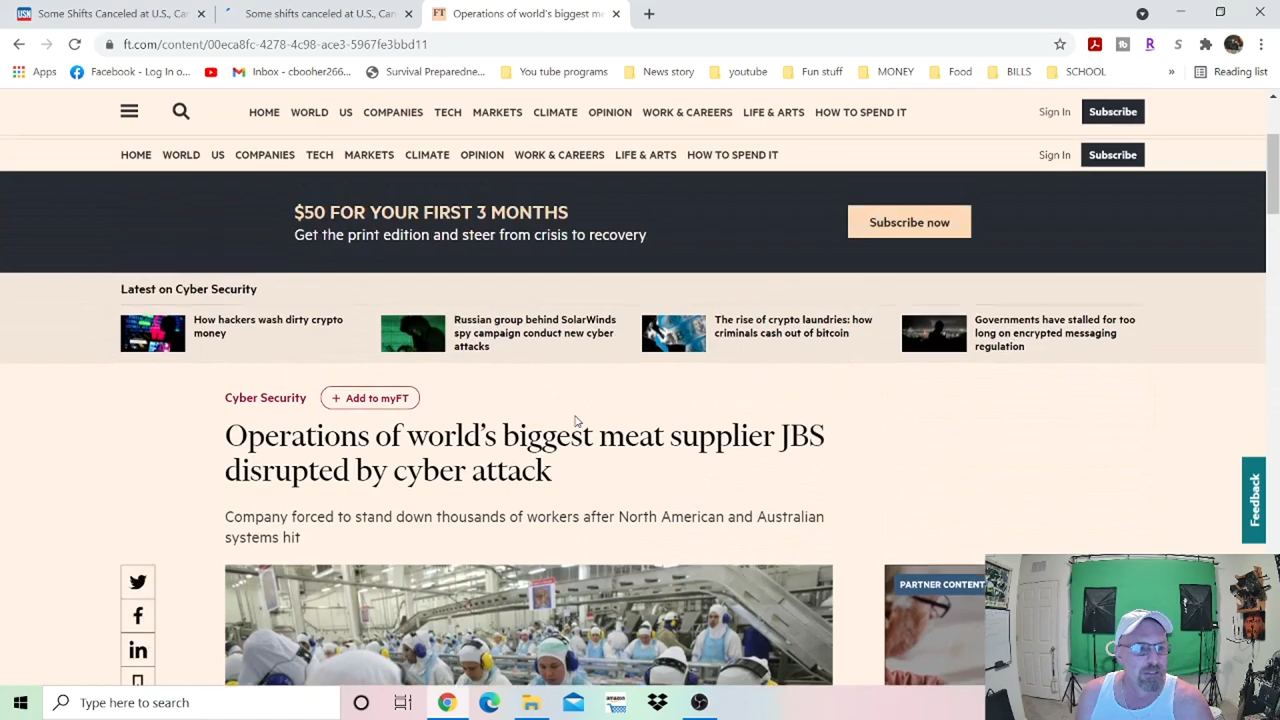 Some Shifts Canceled at U.S., Can
Some shifts canceled at U.S., Can
FT
Operations of world's biggest m
ft.com/content/00eca8fc-4278-4c98-ace3-5967fe3bbd11
Apps
Facebook - Log In o...
Inbox - cbooher266...
Survival Preparedne...
You tube programs
News story
youtube
Fun stuff
MONEY
Food
BILLS
SCHOOL
»
Reading list
HOME WORLD US COMPANIES TECH MARKETS CLIMATE OPINION WORK & CAREERS LIFE & ARTS HOW TO SPEND IT
Sign In
Subscribe
HOME WORLD US COMPANIES TECH MARKETS CLIMATE OPINION WORK & CAREERS LIFE & ARTS HOW TO SPEND IT
Sign In
Subscribe
$50 FOR YOUR FIRST 3 MONTHS
Get the print edition and steer from crisis to recovery
Subscribe now
Latest on Cyber Security
How hackers wash dirty crypto
money
Russian group behind SolarWinds
spy campaign conduct new cyber
attacks
The rise of crypto laundries: how
criminals cash out of bitcoin
Governments have stalled for too
long on encrypted messaging
regulation
Cyber Security
+ Add to myFT
Operations of world's biggest meat supplier JBS
disrupted by cyber attack
Company forced to stand down thousands of workers after North American and Australian
systems hit
Feedback
PARTNER CONTENT
Type here to search